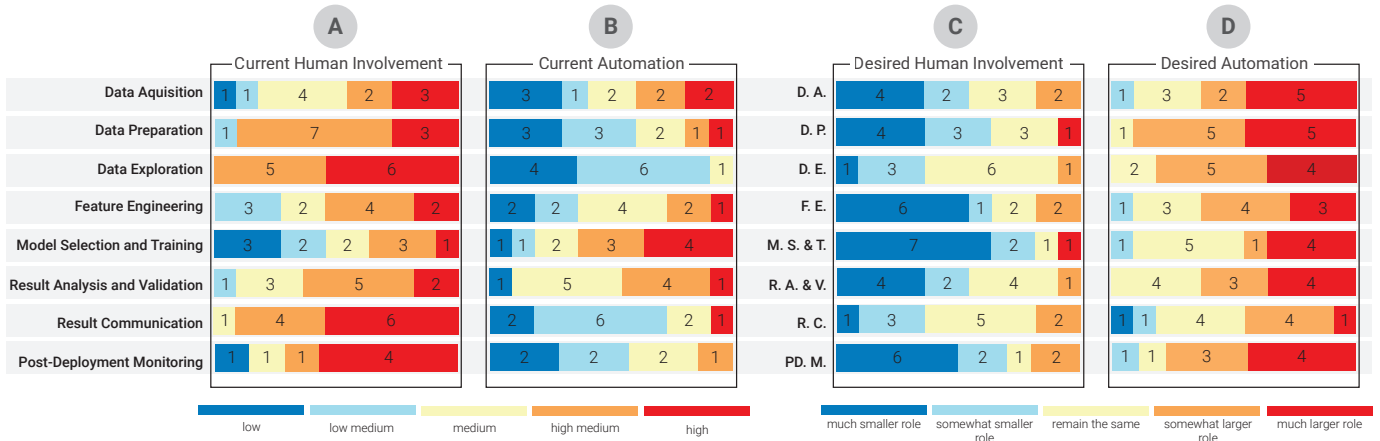 A B C D
Current Human Involvement Current Automation Desired Human Involvement Desired Automation
Data Aquisition 1 1 4 2 3 3 1 2 2 2 D. A. 4 2 3 2 1 3 2 5
Data Preparation 1 7 3 3 3 2 1 1 D. P. 4 3 3 1 1 5 5
Data Exploration 5 6 4 6 1 D. E. 1 3 6 1 2 5 4
Feature Engineering 3 2 4 2 2 2 4 2 1 F. E. 6 1 2 2 1 3 4 3
Model Selection and Training 3 2 2 3 1 1 1 2 3 4 M. S. & T. 7 2 1 1 1 5 1 4
Result Analysis and Validation 1 3 5 2 1 5 4 1 R. A. & V. 4 2 4 1 4 3 4
Result Communication 1 4 6 2 6 2 1 R. C. 1 3 5 2 1 1 4 4 1
Post-Deployment Monitoring 1 1 1 4 2 2 2 1 PD. M. 6 2 1 2 1 1 3 4
low low medium medium high medium high much smaller role somewhat smaller remain the same somewhat larger much larger role
role role